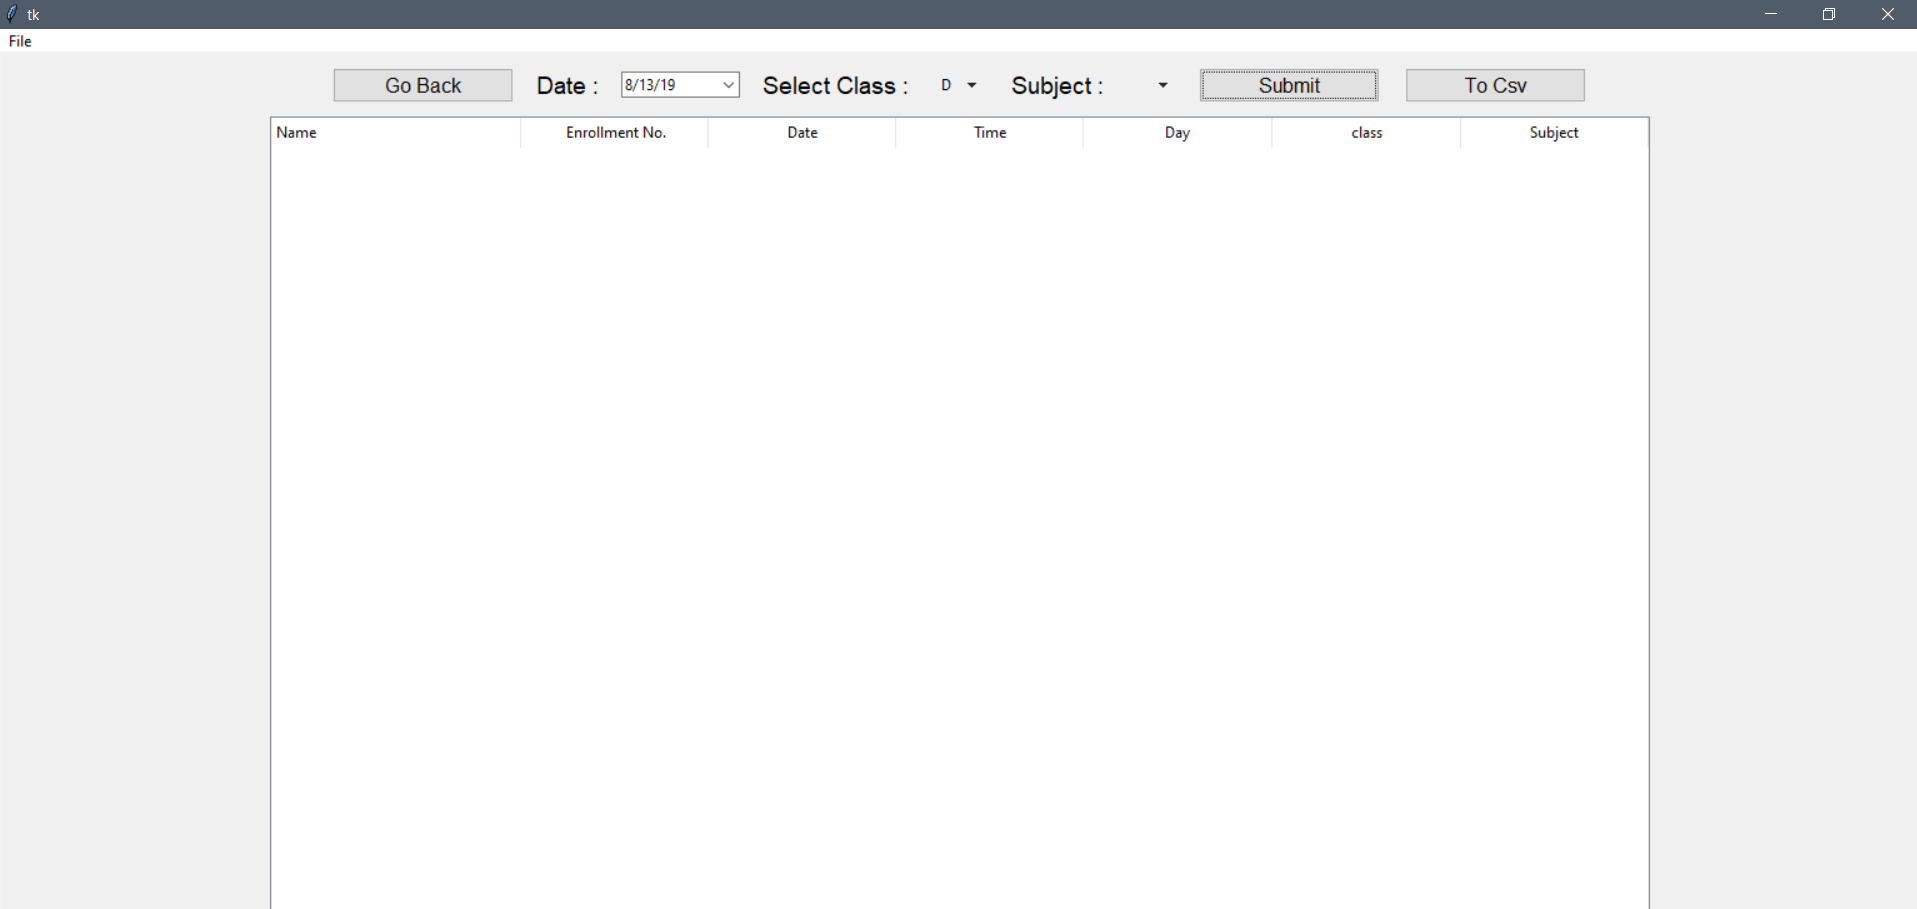 tk
File
Go Back Date : 8/13/19 Select Class : D Subject : Submit To Csv
Name Enrollment No. Date Time Day class Subject